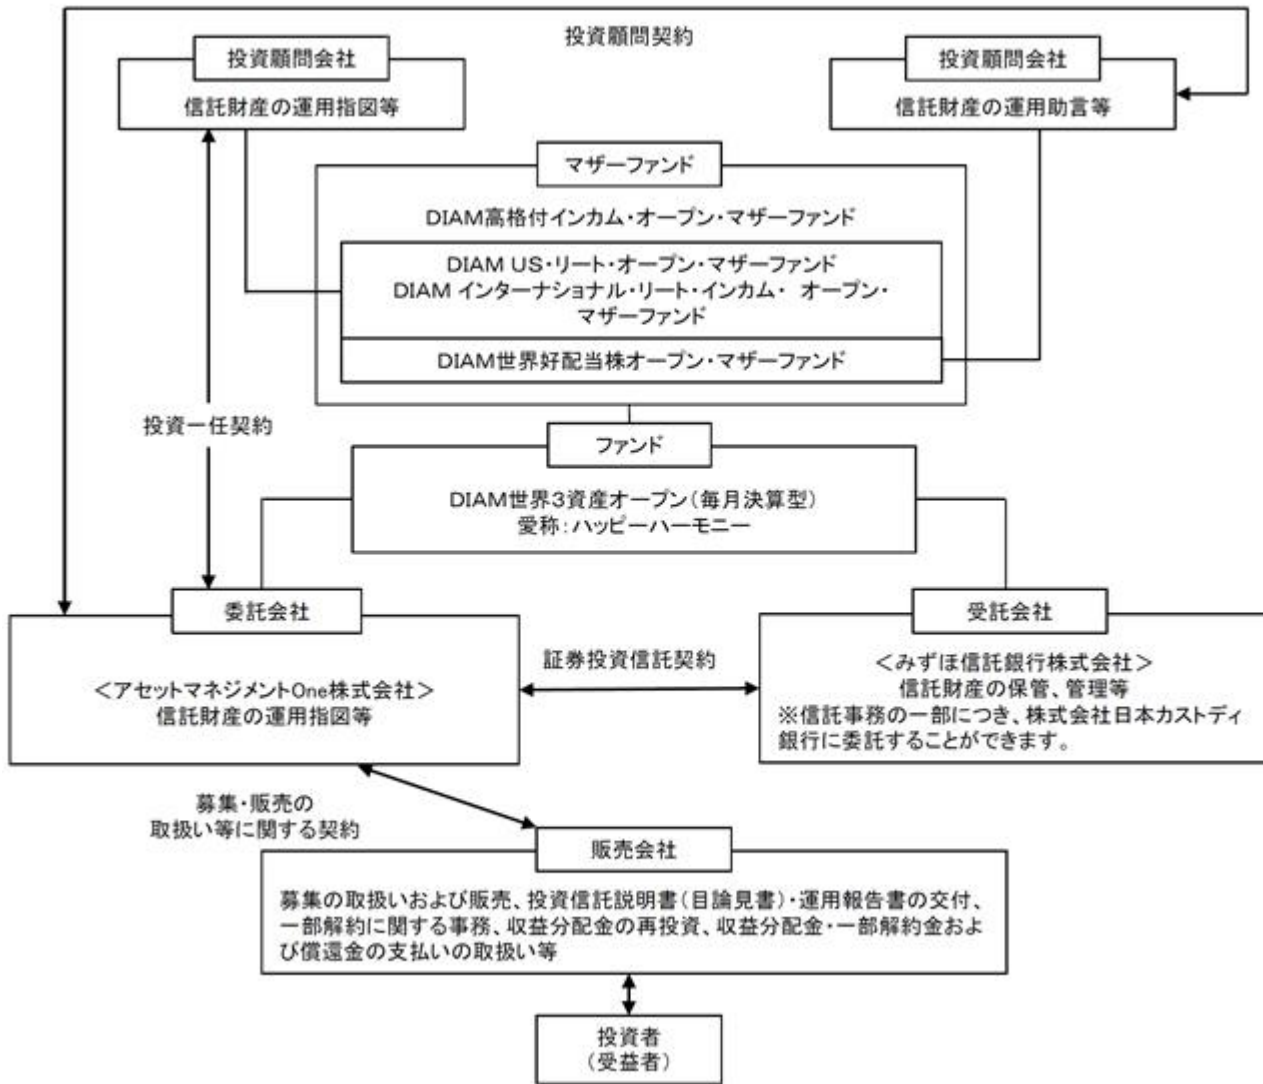 投資顧問契約
投資顧問会社
信託財産の運用指図等
投資顧問会社
信託財産の運用助言等
マザーファンド
DIAM高格付インカム・オープン・マザーファンド
DIAM US・リート・オープン・マザーファンド
DIAM インターナショナル・リート・インカム・ オープン・
マザーファンド
DIAM世界好配当株オープン・マザーファンド
投資一任契約
ファンド
DIAM世界3資産オープン(毎月決算型)
愛称:ハッピーハーモニー
委託会社
<アセットマネジメントOne株式会社>
信託財産の運用指図等
証券投資信託契約
受託会社
<みずほ信託銀行株式会社>
信託財産の保管、管理等
※信託事務の一部につき、株式会社日本カストディ
銀行に委託することができます。
募集・販売の
取扱い等に関する契約
販売会社
募集の取扱いおよび販売、投資信託説明書(目論見書)・運用報告書の交付、
一部解約に関する事務、収益分配金の再投資、収益分配金・一部解約金およ
び償還金の支払いの取扱い等
投資者
(受益者)